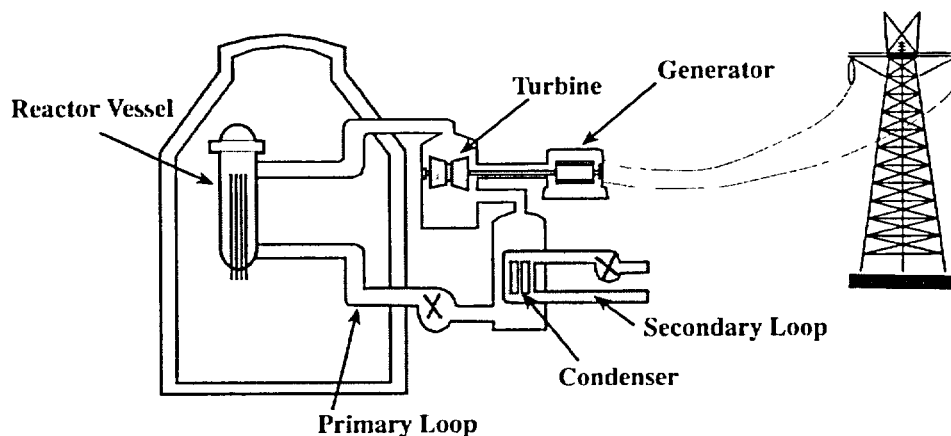 Generator
Turbine
Reactor Vessel
Secondary Loop
Condenser
Primary Loop